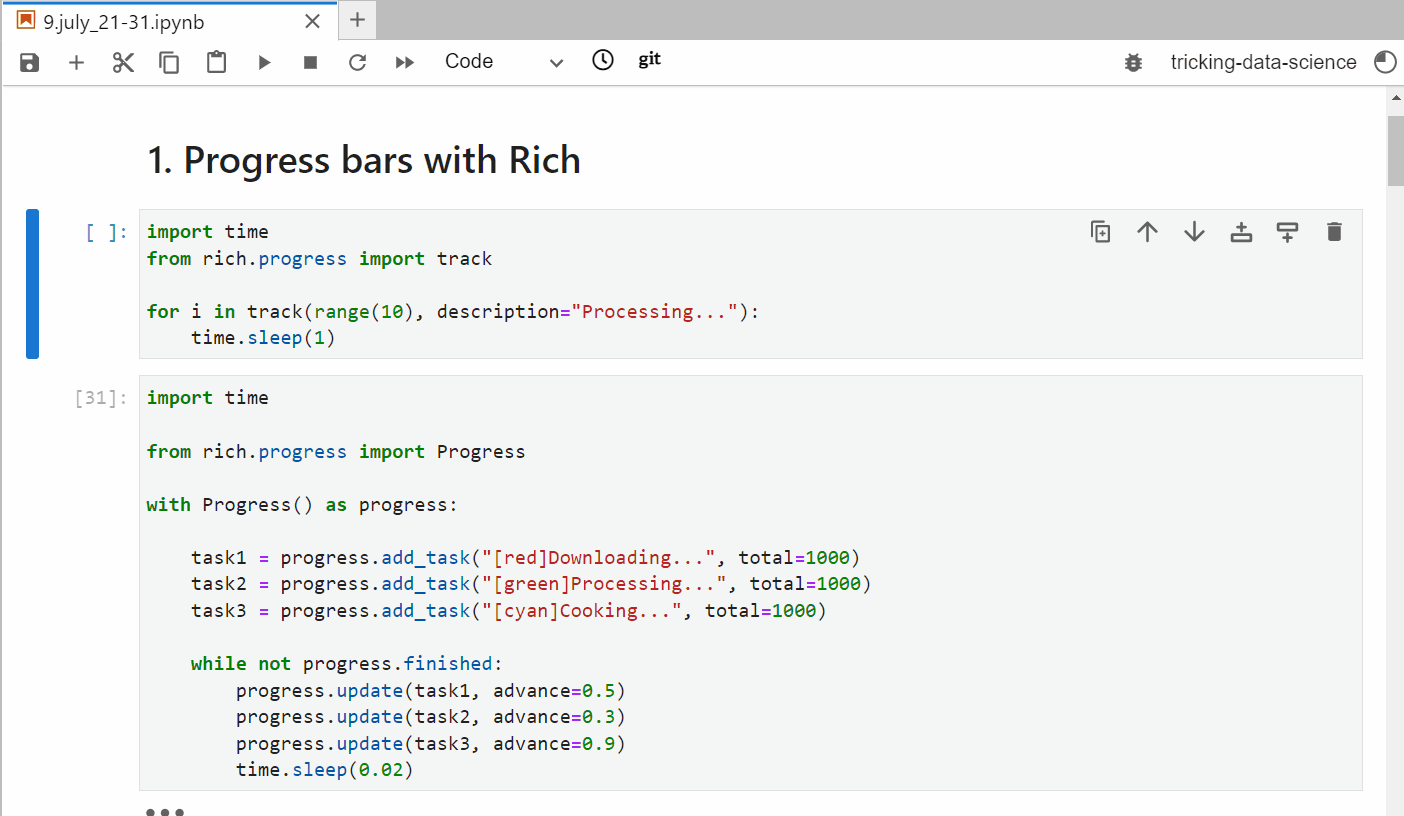 9.july_21-31.ipynb
Code
git
tricking-data-science
1. Progress bars with Rich
[ ]:
import time
from rich.progress import track

for i in track(range(10), description="Processing..."):
    time.sleep(1)
[31]:
import time

from rich.progress import Progress

with Progress() as progress:

    task1 = progress.add_task("[red]Downloading...", total=1000)
    task2 = progress.add_task("[green]Processing...", total=1000)
    task3 = progress.add_task("[cyan]Cooking...", total=1000)

    while not progress.finished:
        progress.update(task1, advance=0.5)
        progress.update(task2, advance=0.3)
        progress.update(task3, advance=0.9)
        time.sleep(0.02)